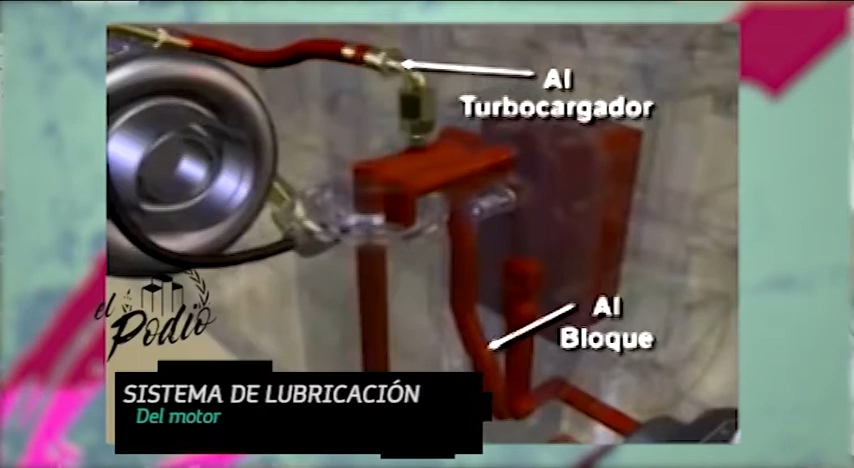 Al
Turbocargador
Al
Bloque
el
Podio
SISTEMA DE LUBRICACIÓN
Del motor